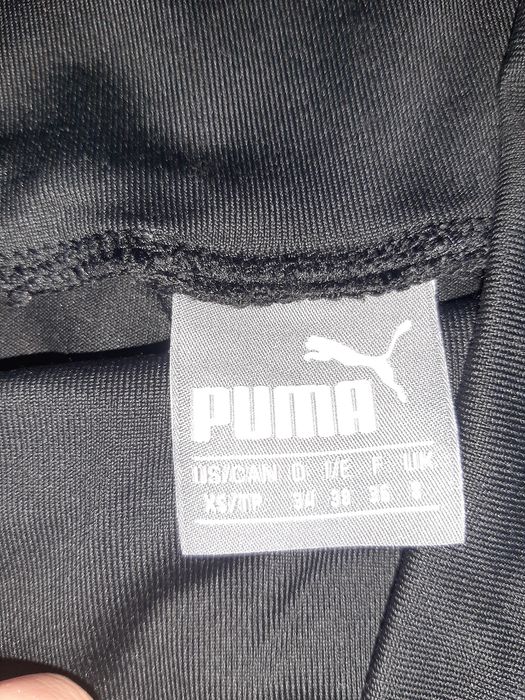 PUMA
US/CAN D I/E F UK
XS/TP 34 38 36 8